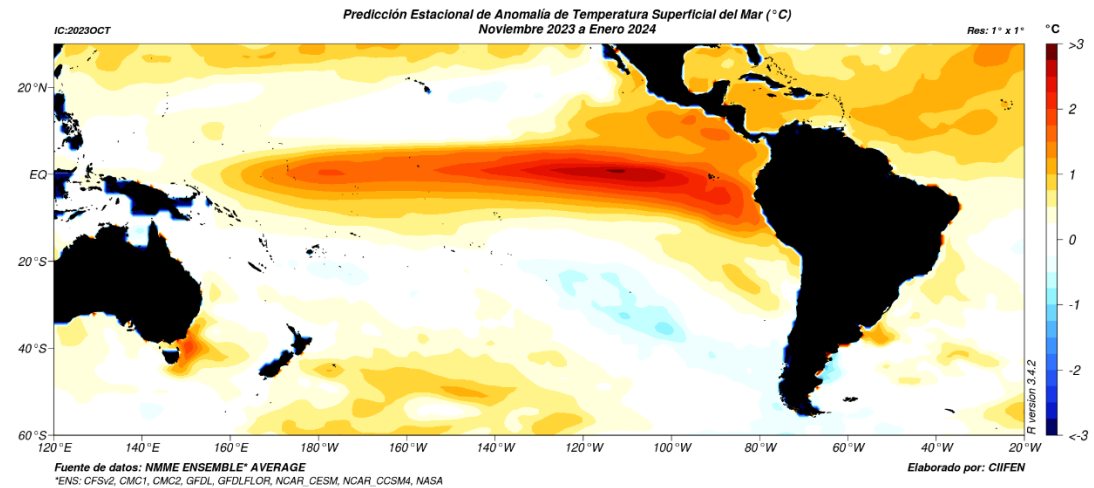 Predicción Estacional de Anomalía de Temperatura Superficial del Mar (°C)
IC:2023OCT
Noviembre 2023 a Enero 2024
Res: 1° x 1°
°C
>3
2
1
0
-1
-2
<-3
20°N
EQ
20°S
40°S
60°S
120°E
140°E
160°E
180°W
160°W
140°W
120°W
100°W
80°W
60°W
40°W
20°W
R version 3.4.2
Fuente de datos: NMME ENSEMBLE* AVERAGE
Elaborado por: CIIFEN
*ENS: CFSv2, CMC1, CMC2, GFDL, GFDLFLOR, NCAR_CESM, NCAR_CCSM4, NASA